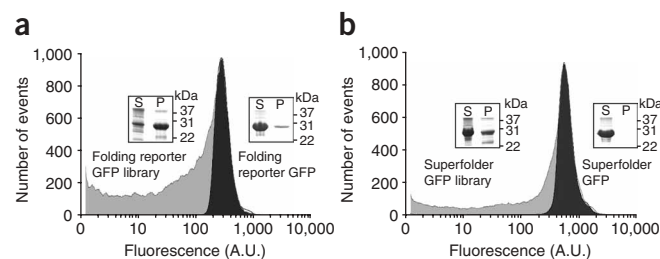 a
1,000
800
600
400
200
0
Number of events
S P kDa
37
31
22
Folding reporter
GFP library
S P kDa
37
31
22
Folding
reporter GFP
0 10 100 1,000 10,000
Fluorescence (A.U.)
b
1,000
800
600
400
200
0
Number of events
S P kDa
37
31
22
Superfolder
GFP library
S P kDa
37
31
22
Superfolder
GFP
0 10 100 1,000 10,000
Fluorescence (A.U.)